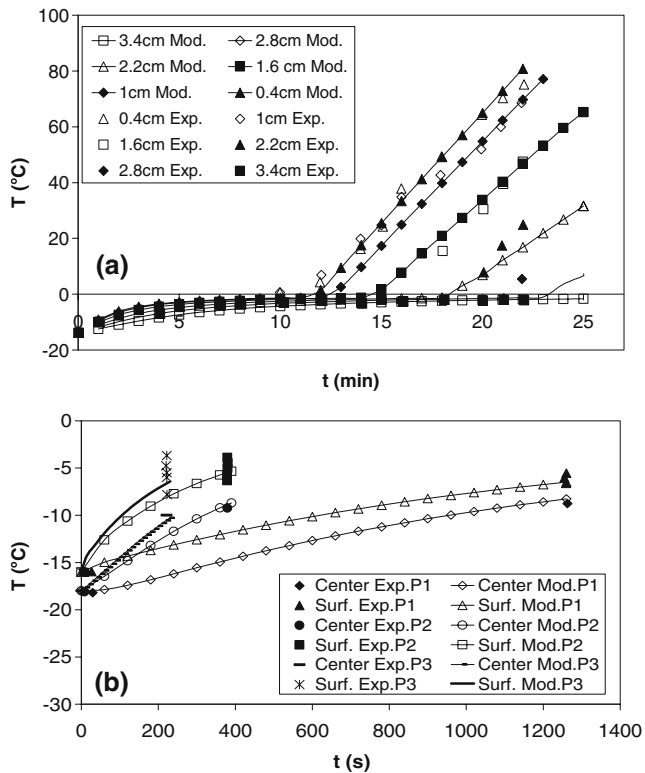 100
80
60
40
20
0
-20
T (°C)
3.4cm Mod. 2.8cm Mod.
2.2cm Mod. 1.6 cm Mod.
1cm Mod. 0.4cm Mod.
0.4cm Exp. 1cm Exp.
1.6cm Exp. 2.2cm Exp.
2.8cm Exp. 3.4cm Exp.
(a)
0 5 10 15 20 25
t (min)
0
-5
-10
-15
-20
-25
-30
T (°C)
Center Exp.P1 Center Mod.P1
Surf. Exp.P1 Surf. Mod.P1
Center Exp.P2 Center Mod.P2
Surf. Exp.P2 Surf. Mod.P2
Center Exp.P3 Center Mod.P3
Surf. Exp.P3 Surf. Mod.P3
(b)
0 200 400 600 800 1000 1200 1400
t (s)